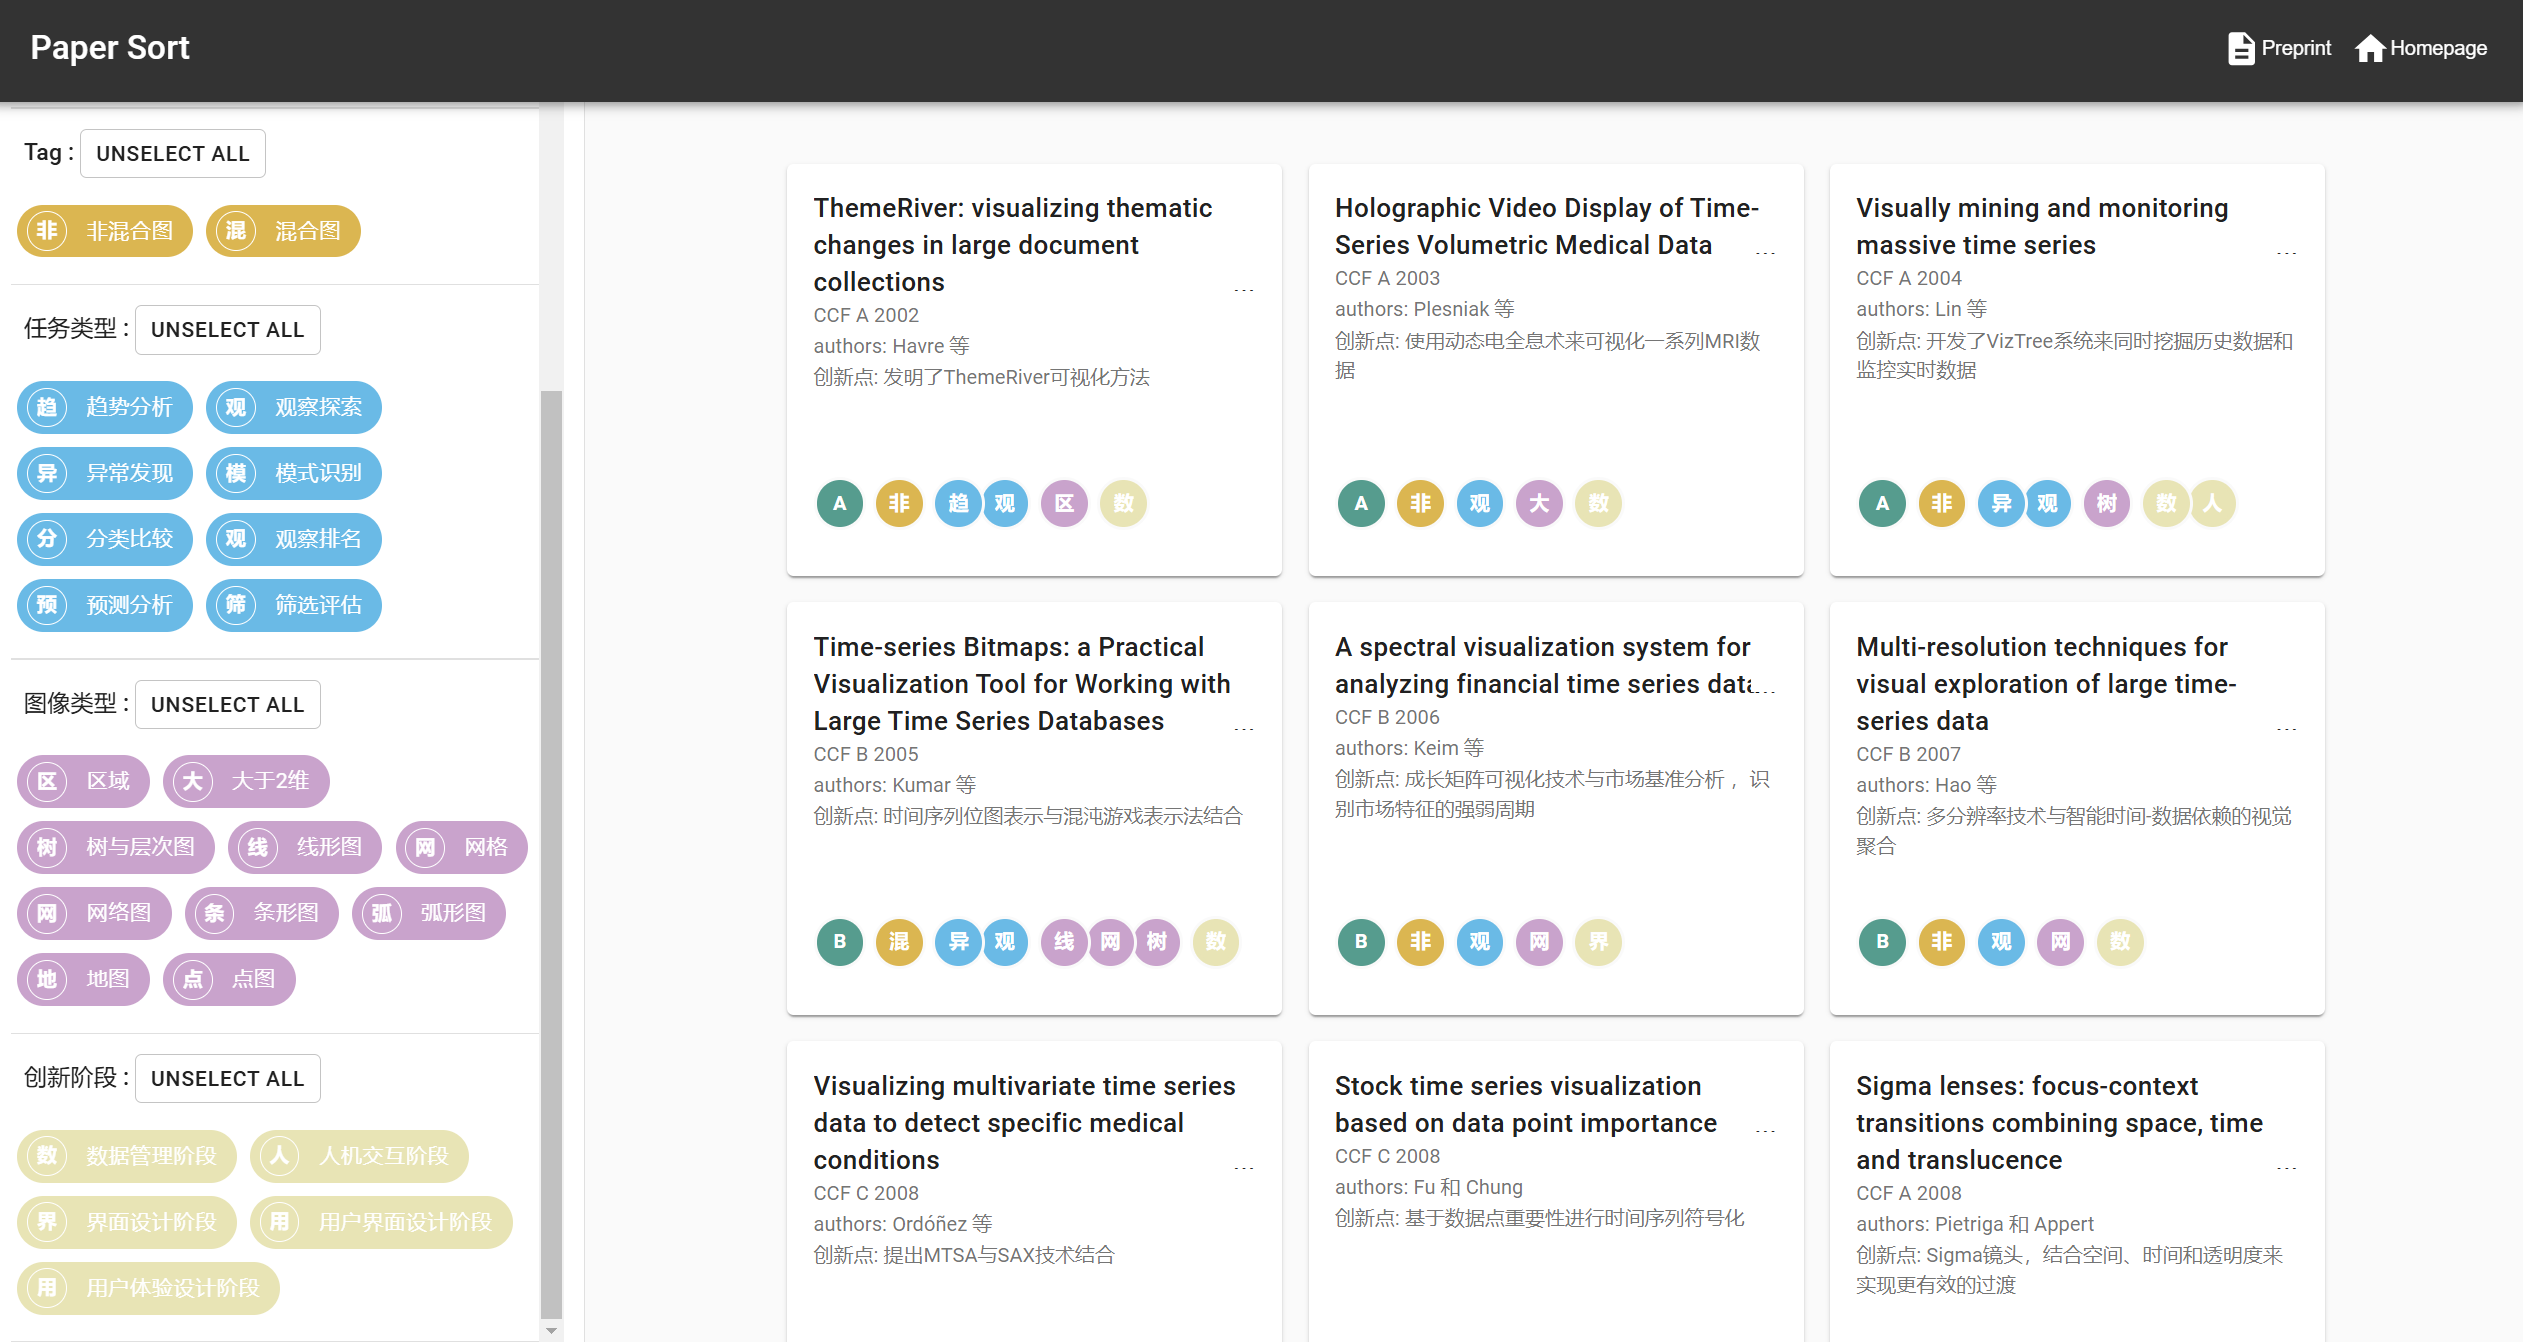 Paper Sort
Preprint
Homepage
Tag : UNSELECT ALL
非 非混合图 混 混合图
任务类型 : UNSELECT ALL
趋 趋势分析 观 观察探索
异 异常发现 模 模式识别
分 分类比较 观 观察排名
预 预测分析 筛 筛选评估
图像类型 : UNSELECT ALL
区 区域 大 大于2维
树 树与层次图 线 线形图 网 网格
网 网络图 条 条形图 弧 弧形图
地 地图 点 点图
创新阶段 : UNSELECT ALL
数 数据管理阶段 人 人机交互阶段
界 界面设计阶段 用 用户界面设计阶段
用 用户体验设计阶段
ThemeRiver: visualizing thematic
changes in large document
collections ...
CCF A 2002
authors: Havre 等
创新点: 发明了ThemeRiver可视化方法
A 非 趋 观 区 数
Holographic Video Display of Time-
Series Volumetric Medical Data ...
CCF A 2003
authors: Plesniak 等
创新点: 使用动态电全息术来可视化一系列MRI数
据
A 非 观 大 数
Visually mining and monitoring
massive time series ...
CCF A 2004
authors: Lin 等
创新点: 开发了VizTree系统来同时挖掘历史数据和
监控实时数据
A 非 异 观 树 数 人
Time-series Bitmaps: a Practical
Visualization Tool for Working with
Large Time Series Databases ...
CCF B 2005
authors: Kumar 等
创新点: 时间序列位图表示与混沌游戏表示法结合
B 混 异 观 线 网 树 数
A spectral visualization system for
analyzing financial time series data...
CCF B 2006
authors: Keim 等
创新点: 成长矩阵可视化技术与市场基准分析 ，识
别市场特征的强弱周期
B 非 观 网 界
Multi-resolution techniques for
visual exploration of large time-
series data ...
CCF B 2007
authors: Hao 等
创新点: 多分辨率技术与智能时间-数据依赖的视觉
聚合
B 非 观 网 数
Visualizing multivariate time series
data to detect specific medical
conditions ...
CCF C 2008
authors: Ordóñez 等
创新点: 提出MTSA与SAX技术结合
Stock time series visualization
based on data point importance ...
CCF C 2008
authors: Fu 和 Chung
创新点: 基于数据点重要性进行时间序列符号化
Sigma lenses: focus-context
transitions combining space, time
and translucence ...
CCF A 2008
authors: Pietriga 和 Appert
创新点: Sigma镜头，结合空间、时间和透明度来
实现更有效的过渡